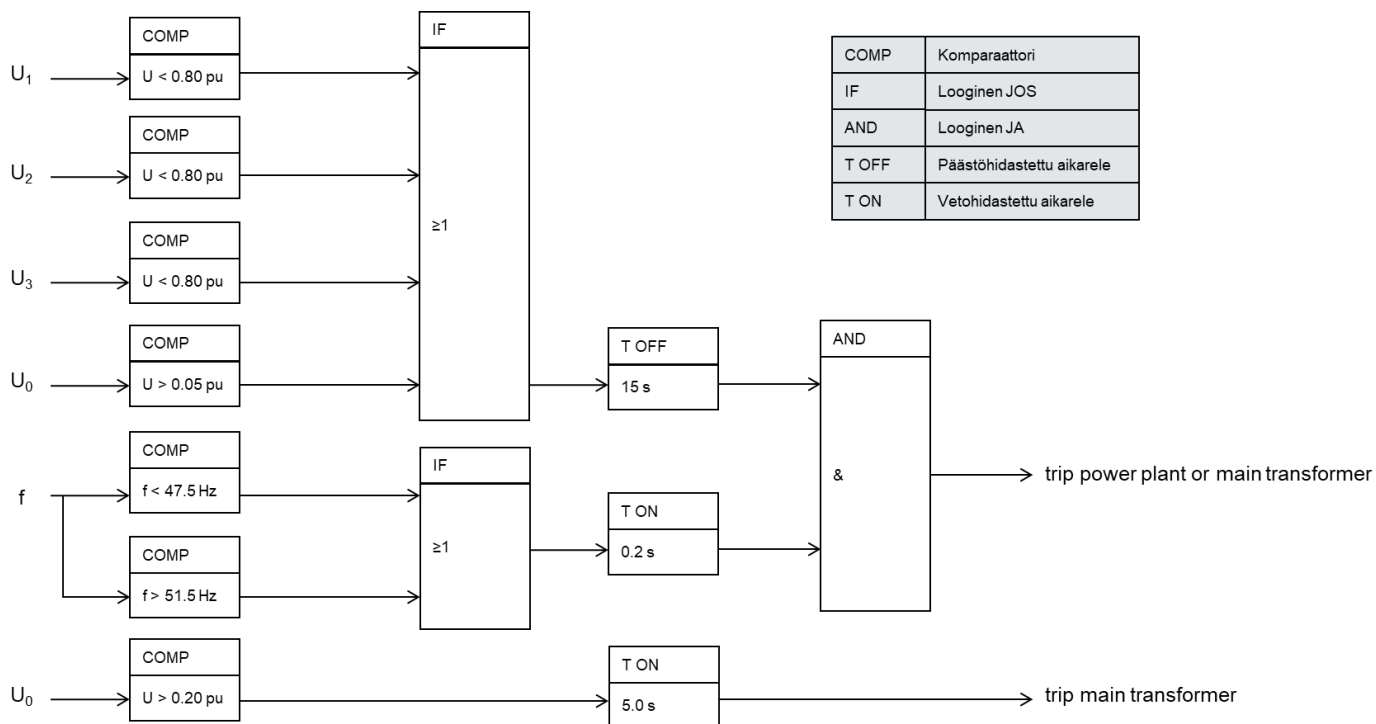 COMP
IF
U₁
U < 0.80 pu
COMP Komparaattori
IF Looginen JOS
AND Looginen JA
T OFF Päästöhidastettu aikarele
T ON Vetohidastettu aikarele
COMP
U₂
U < 0.80 pu
≥1
COMP
U₃
U < 0.80 pu
COMP
T OFF
AND
U₀
U > 0.05 pu
15 s
COMP
IF
f
f < 47.5 Hz
&
trip power plant or main transformer
T ON
COMP
≥1
0.2 s
f > 51.5 Hz
COMP
T ON
U₀
U > 0.20 pu
5.0 s
trip main transformer